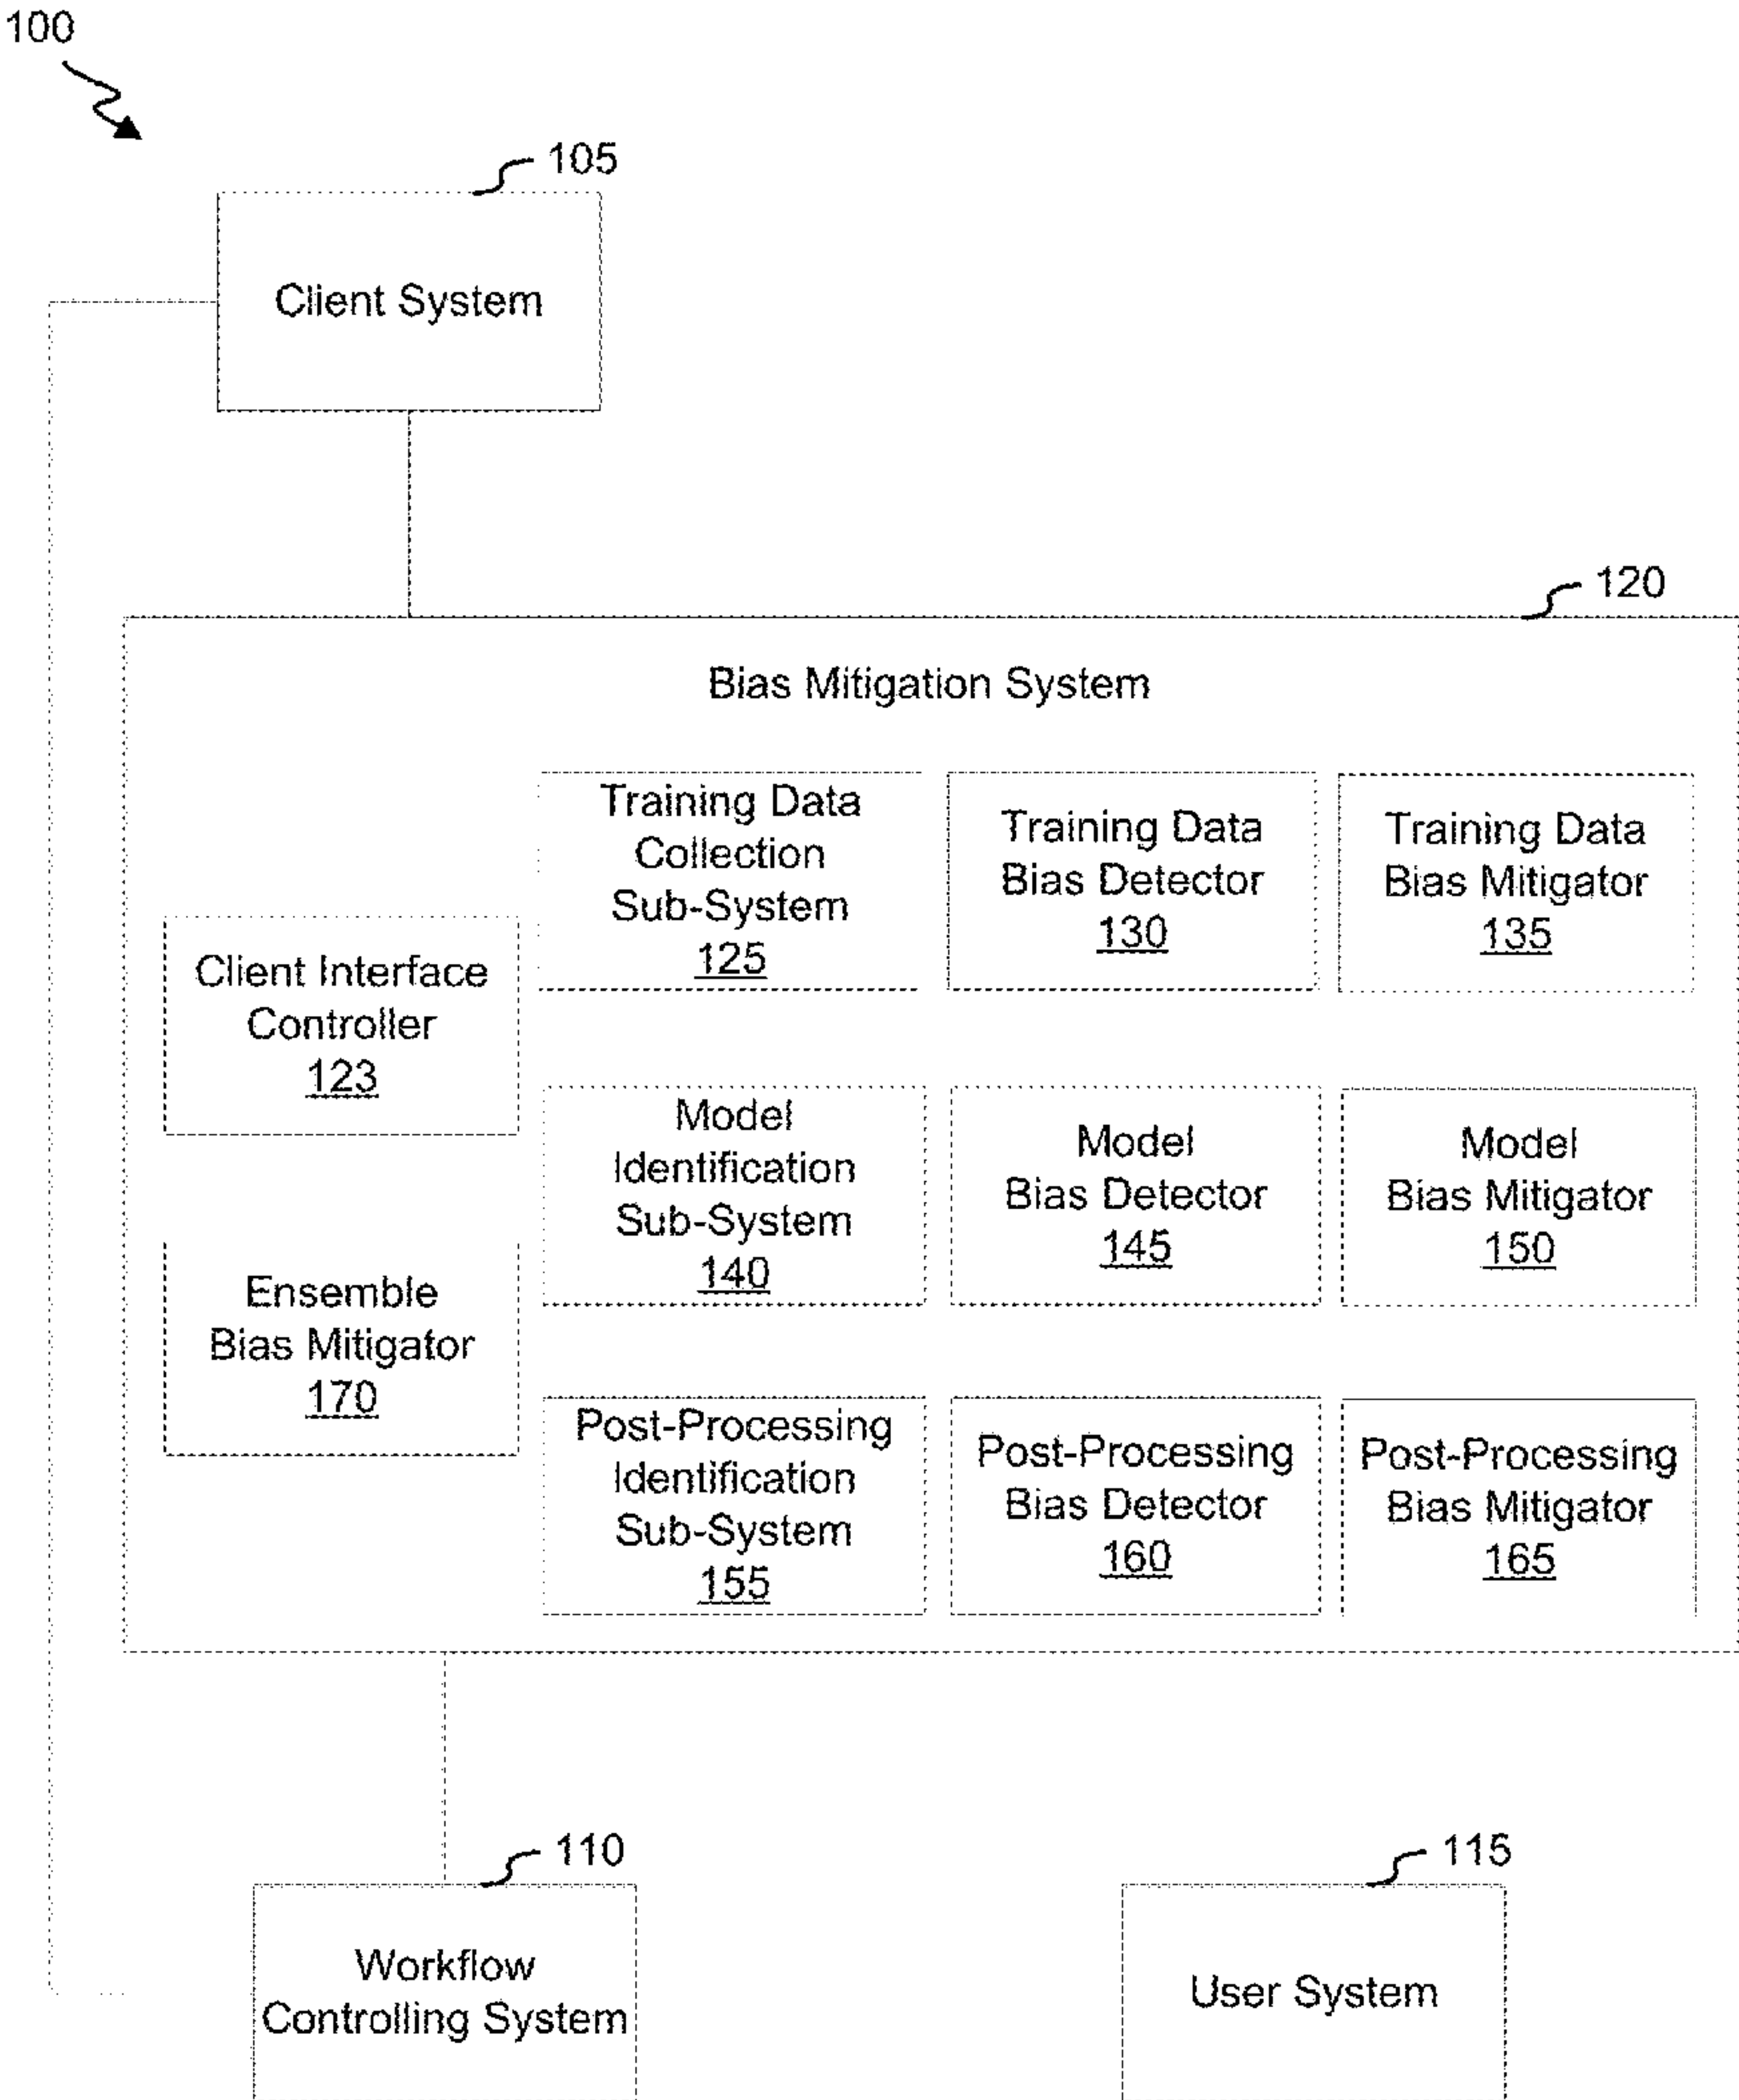 100
105
Client System
120
Bias Mitigation System
Training Data
Collection
Sub-System
125
Training Data
Bias Detector
130
Training Data
Bias Mitigator
135
Client Interface
Controller
123
Model
Identification
Sub-System
140
Model
Bias Detector
145
Model
Bias Mitigator
150
Ensemble
Bias Mitigator
170
Post-Processing
Identification
Sub-System
155
Post-Processing
Bias Detector
160
Post-Processing
Bias Mitigator
165
110
Workflow
Controlling System
115
User System